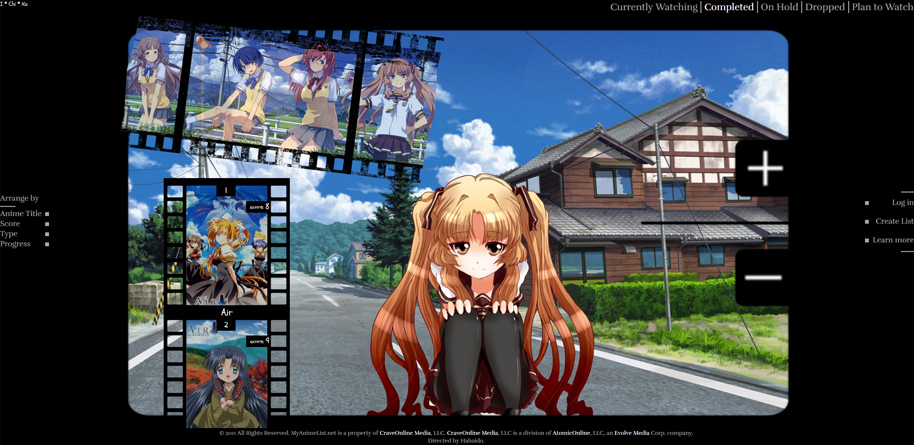 Currently Watching | Completed | On Hold | Dropped | Plan to Watch
1
score 8
Arrange by
Anime Title
Score
Type
Progress
Log in
Create List
Learn more
Air
2
AIR
score 9
© 2011 All Rights Reserved. MyAnimeList.net is a property of CraveOnline Media, LLC. CraveOnline Media, LLC is a division of AtomicOnline, LLC, an Evolve Media Corp. company.
Directed by Hahaido.